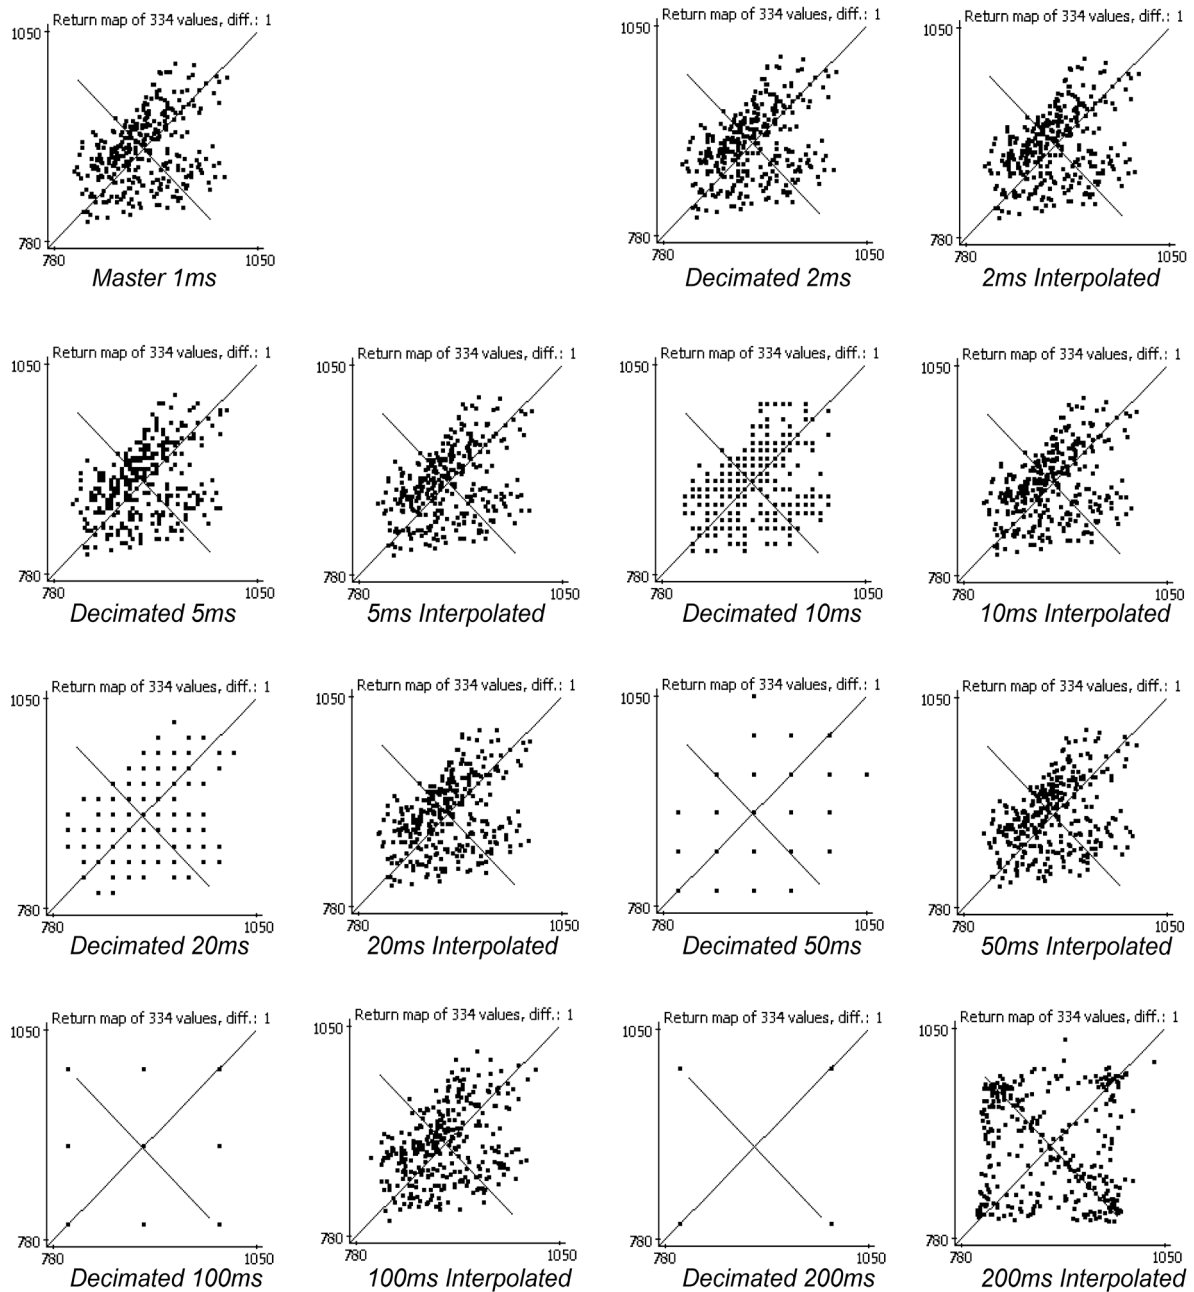 Return map of 334 values, diff.: 1
1050
780
780
1050
Master 1ms
Return map of 334 values, diff.: 1
1050
780
780
1050
Decimated 2ms
Return map of 334 values, diff.: 1
1050
780
780
1050
2ms Interpolated
Return map of 334 values, diff.: 1
1050
780
780
1050
Decimated 5ms
Return map of 334 values, diff.: 1
1050
780
780
1050
5ms Interpolated
Return map of 334 values, diff.: 1
1050
780
780
1050
Decimated 10ms
Return map of 334 values, diff.: 1
1050
780
780
1050
10ms Interpolated
Return map of 334 values, diff.: 1
1050
780
780
1050
Decimated 20ms
Return map of 334 values, diff.: 1
1050
780
780
1050
20ms Interpolated
Return map of 334 values, diff.: 1
1050
780
780
1050
Decimated 50ms
Return map of 334 values, diff.: 1
1050
780
780
1050
50ms Interpolated
Return map of 334 values, diff.: 1
1050
780
780
1050
Decimated 100ms
Return map of 334 values, diff.: 1
1050
780
780
1050
100ms Interpolated
Return map of 334 values, diff.: 1
1050
780
780
1050
Decimated 200ms
Return map of 334 values, diff.: 1
1050
780
780
1050
200ms Interpolated